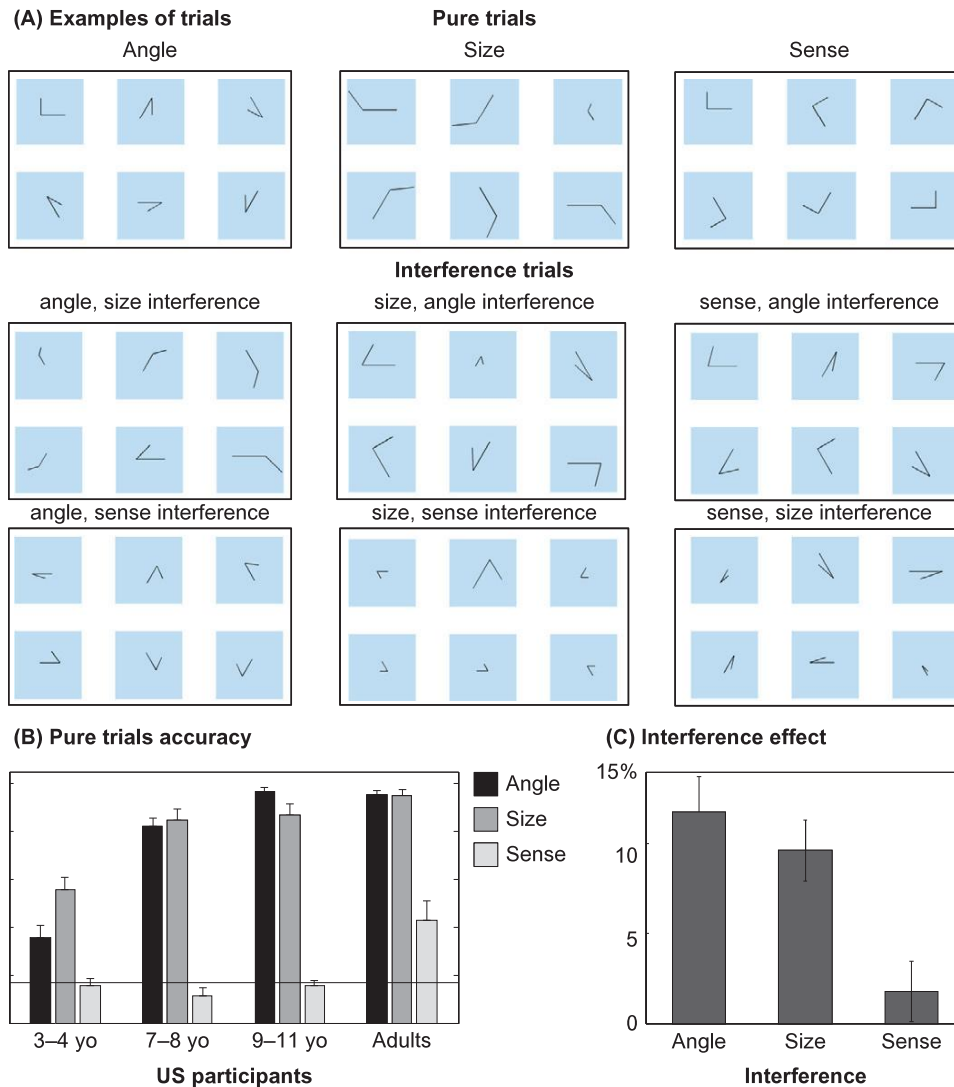 (A) Examples of trials
Pure trials
Angle
Size
Sense
Interference trials
angle, size interference
size, angle interference
sense, angle interference
angle, sense interference
size, sense interference
sense, size interference
(B) Pure trials accuracy
Angle
Size
Sense
3–4 yo
7–8 yo
9–11 yo
Adults
US participants
(C) Interference effect
15%
10
5
0
Angle
Size
Sense
Interference